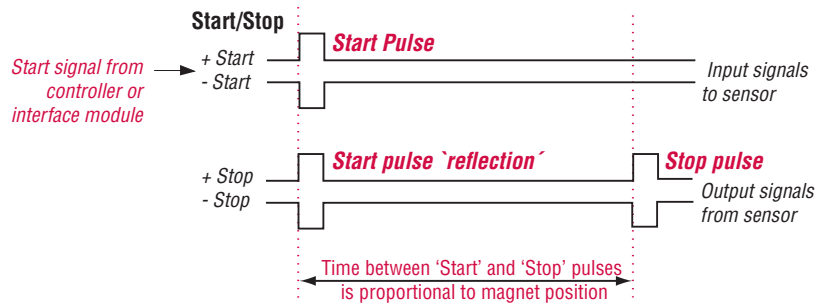 Start/Stop
Start Pulse
+ Start
- Start
Start signal from
controller or
interface module
Input signals
to sensor
Start pulse `reflection´
Stop pulse
+ Stop
- Stop
Output signals
from sensor
Time between ‘Start’ and ‘Stop’ pulses
is proportional to magnet position